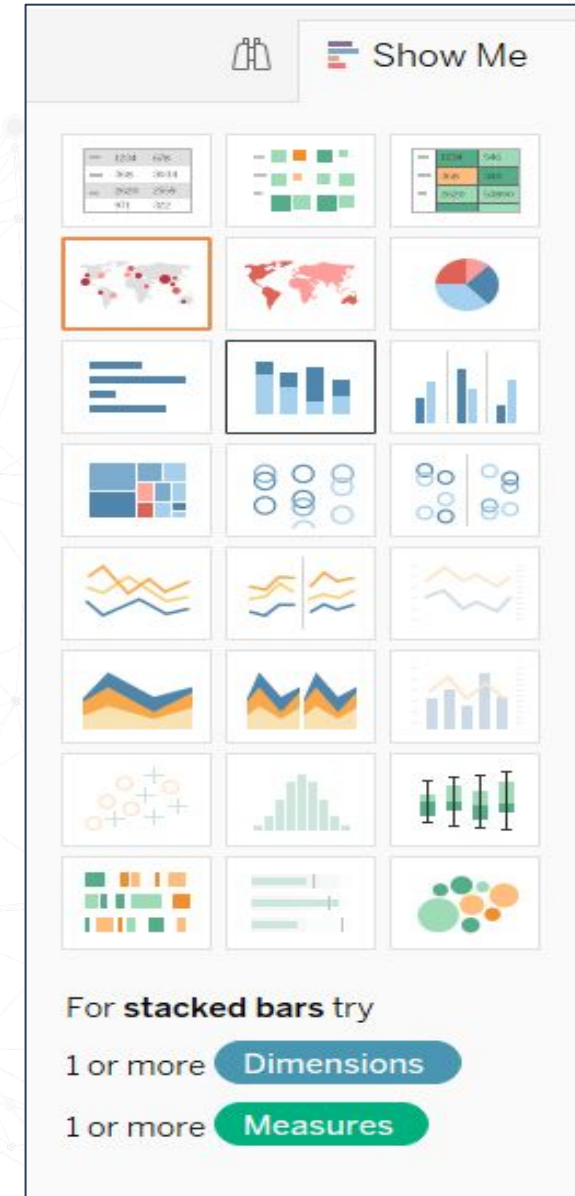 Show Me
For stacked bars try
1 or more Dimensions
1 or more Measures